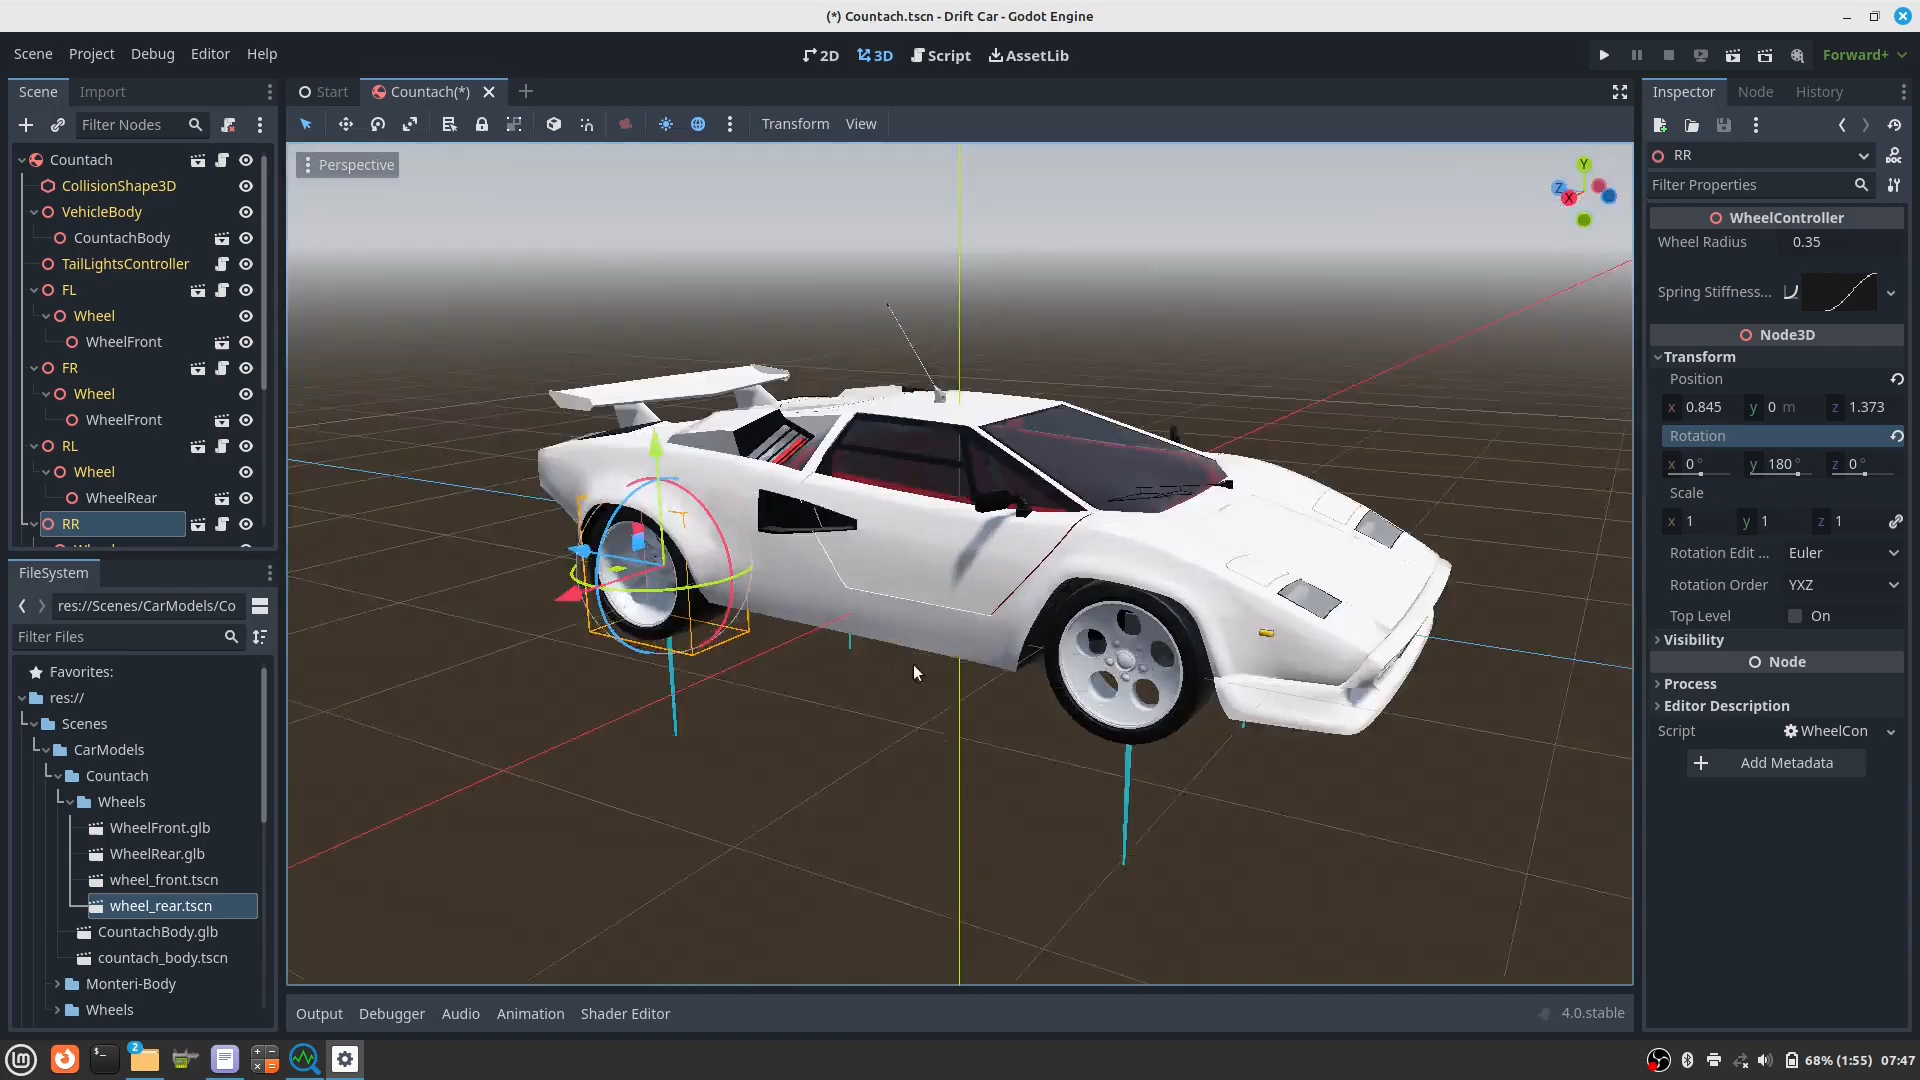 (*) Countach.tscn - Drift Car - Godot Engine
Scene Project Debug Editor Help
2D 3D Script AssetLib
Forward+
Scene Import
Start Countach(*)
Inspector Node History
Filter Nodes
Transform View
Perspective
Countach
CollisionShape3D
VehicleBody
CountachBody
TailLightsController
FL
Wheel
WheelFront
FR
Wheel
WheelFront
RL
Wheel
WheelRear
RR
FileSystem
res://Scenes/CarModels/Co
Filter Files
Favorites:
res://
Scenes
CarModels
Countach
Wheels
WheelFront.glb
WheelRear.glb
wheel_front.tscn
wheel_rear.tscn
CountachBody.glb
countach_body.tscn
Monteri-Body
Wheels
Y
Z
X
RR
DOC
Filter Properties
WheelController
Wheel Radius 0.35
Spring Stiffness...
Node3D
Transform
Position
x 0.845 y 0 m z 1.373
Rotation
x 0° y 180° z 0°
Scale
x 1 y 1 z 1
Rotation Edit ... Euler
Rotation Order YXZ
Top Level On
Visibility
Node
Process
Editor Description
Script WheelCon
Add Metadata
Output Debugger Audio Animation Shader Editor
4.0.stable
2
68% (1:55) 07:47